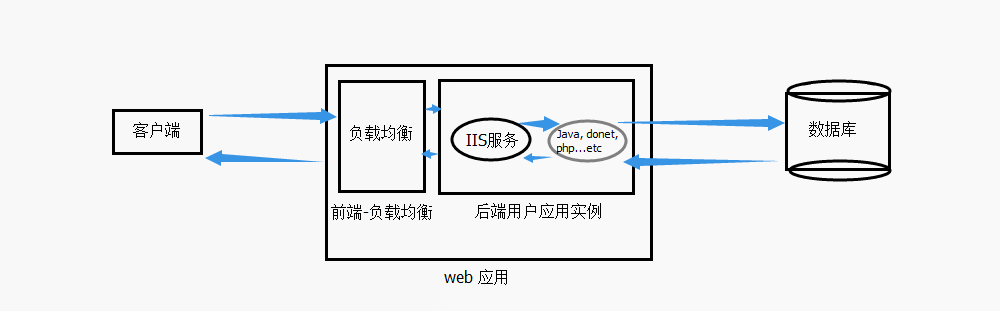 客户端
负载均衡
IIS服务
Java, donet,
php...etc
数据库
前端-负载均衡
后端用户应用实例
web 应用